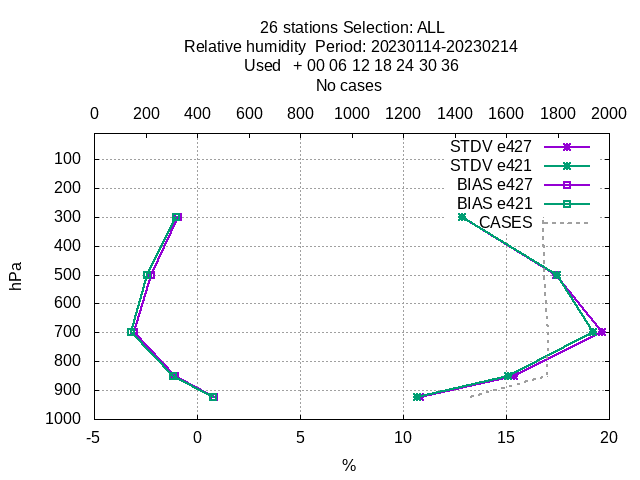 26 stations Selection: ALL
Relative humidity  Period: 20230114-20230214
Used   + 00 06 12 18 24 30 36
No cases
0 200 400 600 800 1000 1200 1400 1600 1800 2000
STDV e427
STDV e421
BIAS e427
BIAS e421
CASES
100
200
300
400
500
600
700
800
900
1000
hPa
-5 0 5 10 15 20
%